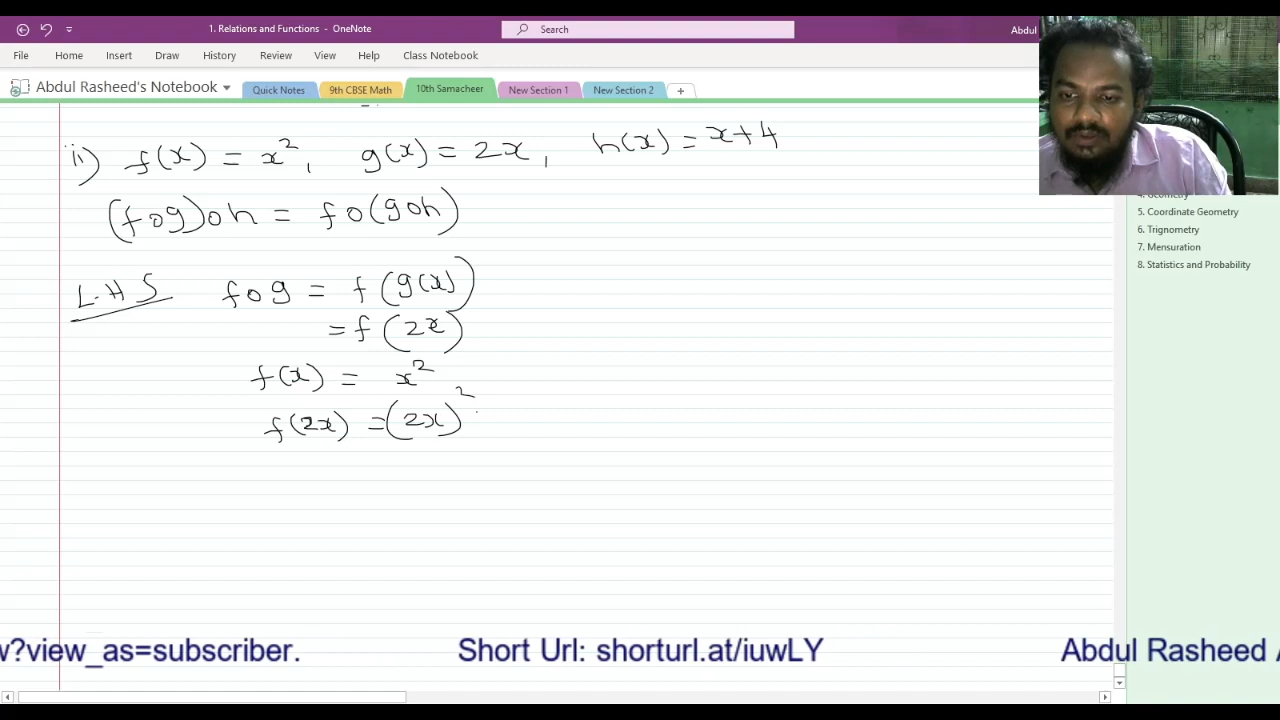 1. Relations and Functions - OneNote
Search
Abdul
File Home Insert Draw History Review View Help Class Notebook
Abdul Rasheed's Notebook
Quick Notes 9th CBSE Math 10th Samacheer New Section 1 New Section 2 +
ii) f(x) = x², g(x) = 2x, h(x) = x+4
(fog)oh = fo(goh)
L.H.S fog = f(g(x))
= f(2x)
f(x) = x²
f(2x) = (2x)²
4. Geometry
5. Coordinate Geometry
6. Trignometry
7. Mensuration
8. Statistics and Probability
w?view_as=subscriber. Short Url: shorturl.at/iuwLY Abdul Rasheed A